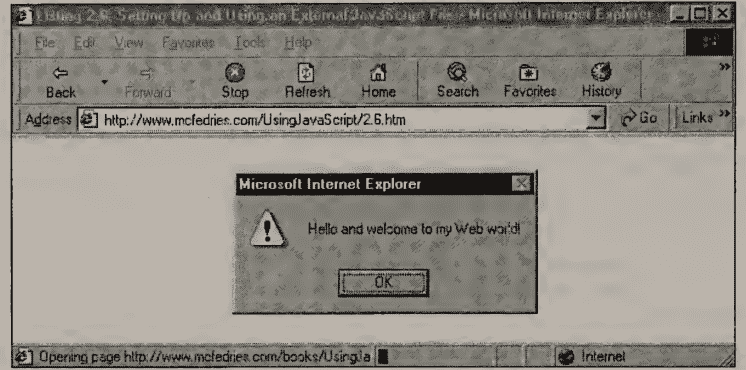 Listing 2.6. Setting Up and Using an External JavaScript File - Microsoft Internet Explorer
File Edit View Favorites Tools Help
Back Forward Stop Refresh Home Search Favorites History »
Address http://www.mcfedries.com/UsingJavaScript/2.6.htm Go Links »
Microsoft Internet Explorer
Hello and welcome to my Web world!
OK
Opening page http://www.mcfedries.com/books/UsingJa Internet